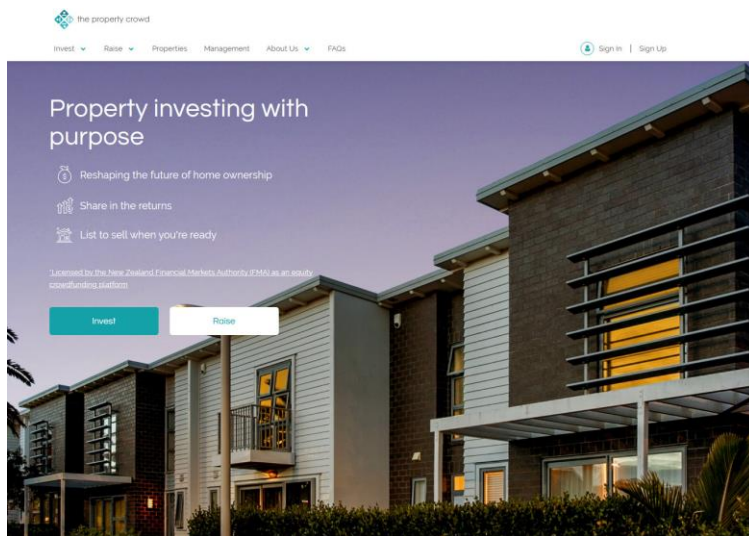 the property crowd
Invest Raise Properties Management About Us FAQs Sign In | Sign Up
Property investing with
purpose
Reshaping the future of home ownership
Share in the returns
List to sell when you're ready
*Licensed by the New Zealand Financial Markets Authority (FMA) as an equity
crowdfunding platform
Invest Raise